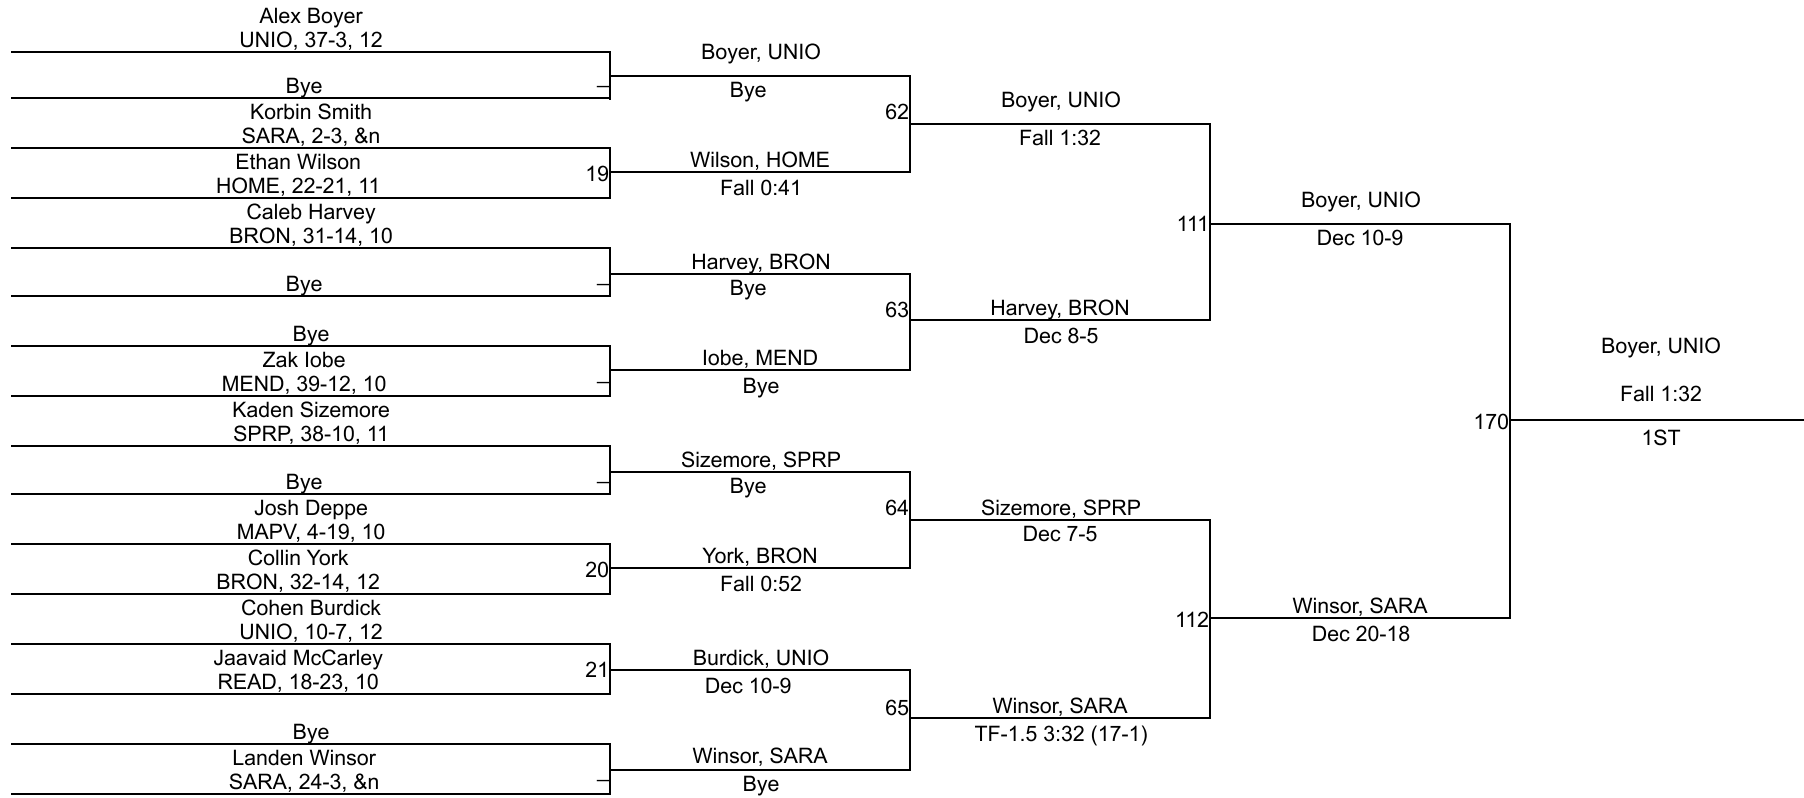 Alex Boyer
UNIO, 37-3, 12
Bye
Korbin Smith
SARA, 2-3, &n
Ethan Wilson
HOME, 22-21, 11
19
Caleb Harvey
BRON, 31-14, 10
Bye
Bye
Zak Iobe
MEND, 39-12, 10
Kaden Sizemore
SPRP, 38-10, 11
Bye
Josh Deppe
MAPV, 4-19, 10
Collin York
BRON, 32-14, 12
20
Cohen Burdick
UNIO, 10-7, 12
Jaavaid McCarley
READ, 18-23, 10
21
Bye
Landen Winsor
SARA, 24-3, &n
Boyer, UNIO
Bye
62
Wilson, HOME
Fall 0:41
Harvey, BRON
Bye
63
Iobe, MEND
Bye
Sizemore, SPRP
Bye
64
York, BRON
Fall 0:52
Burdick, UNIO
Dec 10-9
65
Winsor, SARA
Bye
Boyer, UNIO
Fall 1:32
111
Harvey, BRON
Dec 8-5
Sizemore, SPRP
Dec 7-5
112
Winsor, SARA
TF-1.5 3:32 (17-1)
Boyer, UNIO
Dec 10-9
170
Winsor, SARA
Dec 20-18
Boyer, UNIO
Fall 1:32
1ST